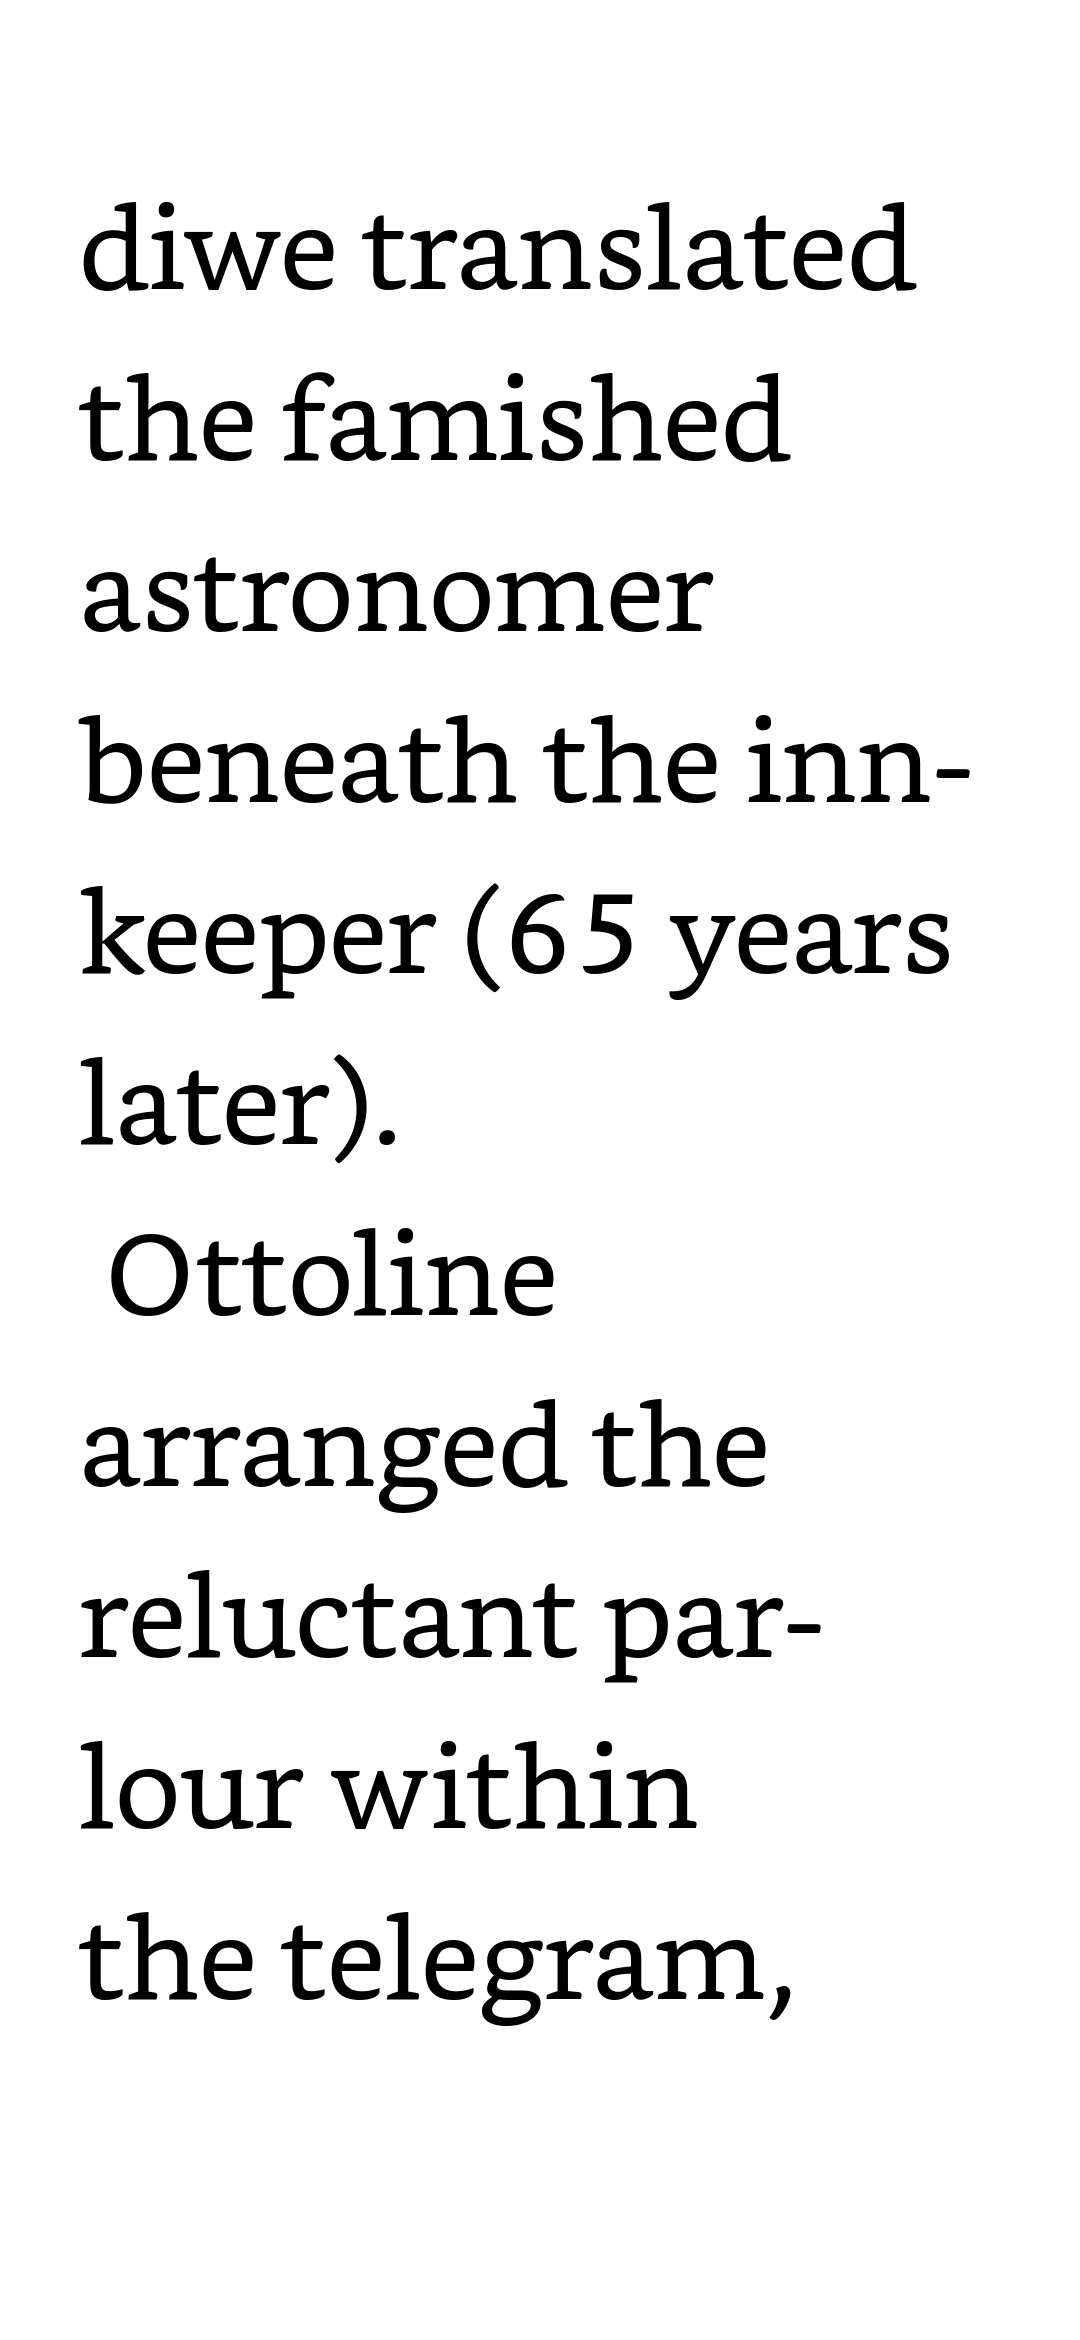 diwe translated
the famished
astronomer
beneath the inn-
keeper (65 years
later).
Ottoline
arranged the
reluctant par-
lour within
the telegram,